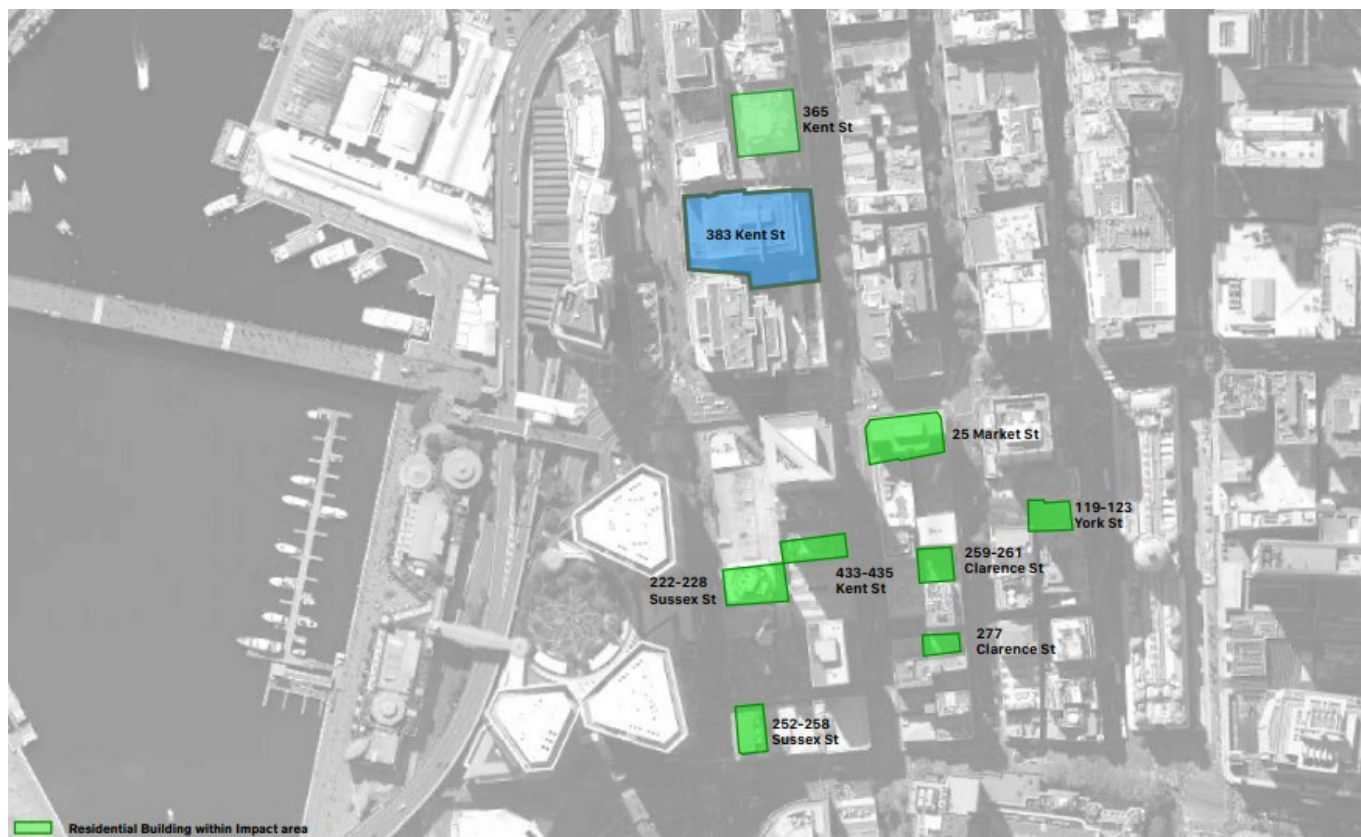 365
Kent St
383 Kent St
25 Market St
119-123
York St
259-261
Clarence St
433-435
Kent St
222-228
Sussex St
277
Clarence St
252-258
Sussex St
Residential Building within Impact area